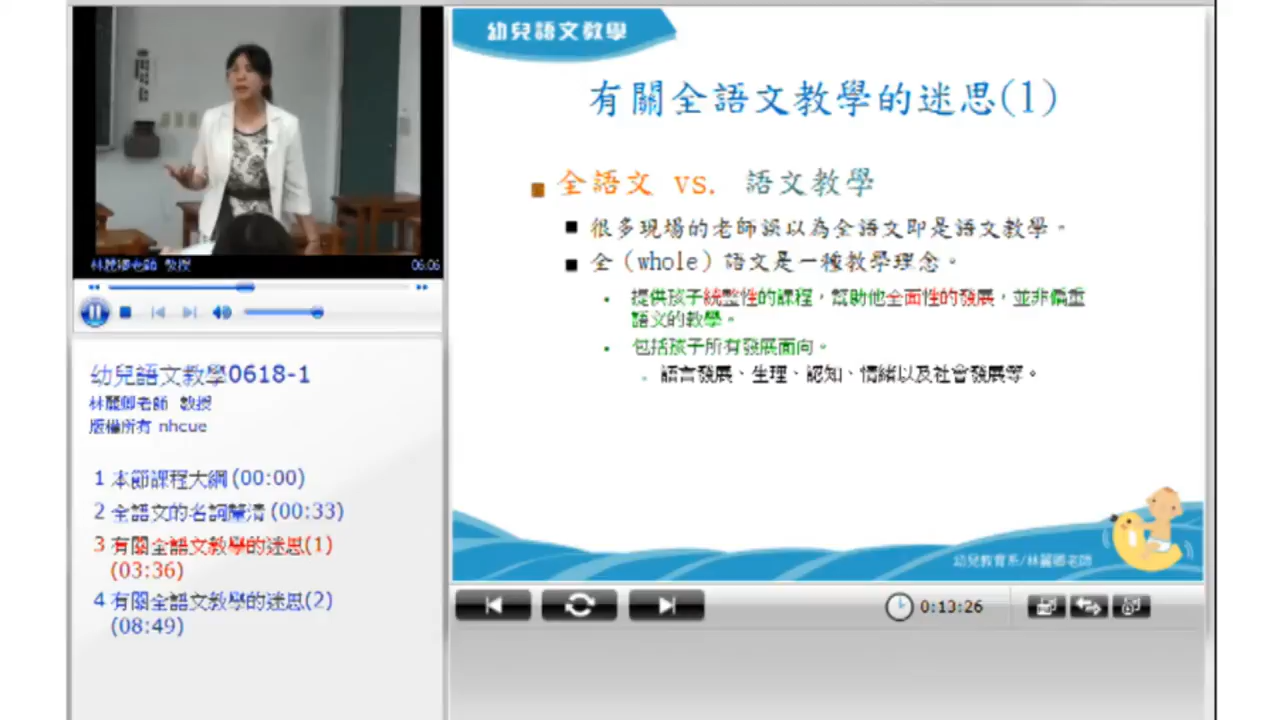 林麗卿老師 教授
06:06
幼兒語文教學0618-1
林麗卿老師 教授
版權所有 nhcue
1 本節課程大綱 (00:00)
2 全語文的名詞釐清 (00:33)
3 有關全語文教學的迷思(1)
(03:36)
4 有關全語文教學的迷思(2)
(08:49)
幼兒語文教學
有關全語文教學的迷思(1)
全語文 vs. 語文教學
很多現場的老師誤以為全語文即是語文教學。
全（whole）語文是一種教學理念。
提供孩子統整性的課程，幫助他全面性的發展，並非偏重
語文的教學。
包括孩子所有發展面向。
語言發展、生理、認知、情緒以及社會發展等。
幼兒教育系/林麗卿老師
0:13:26